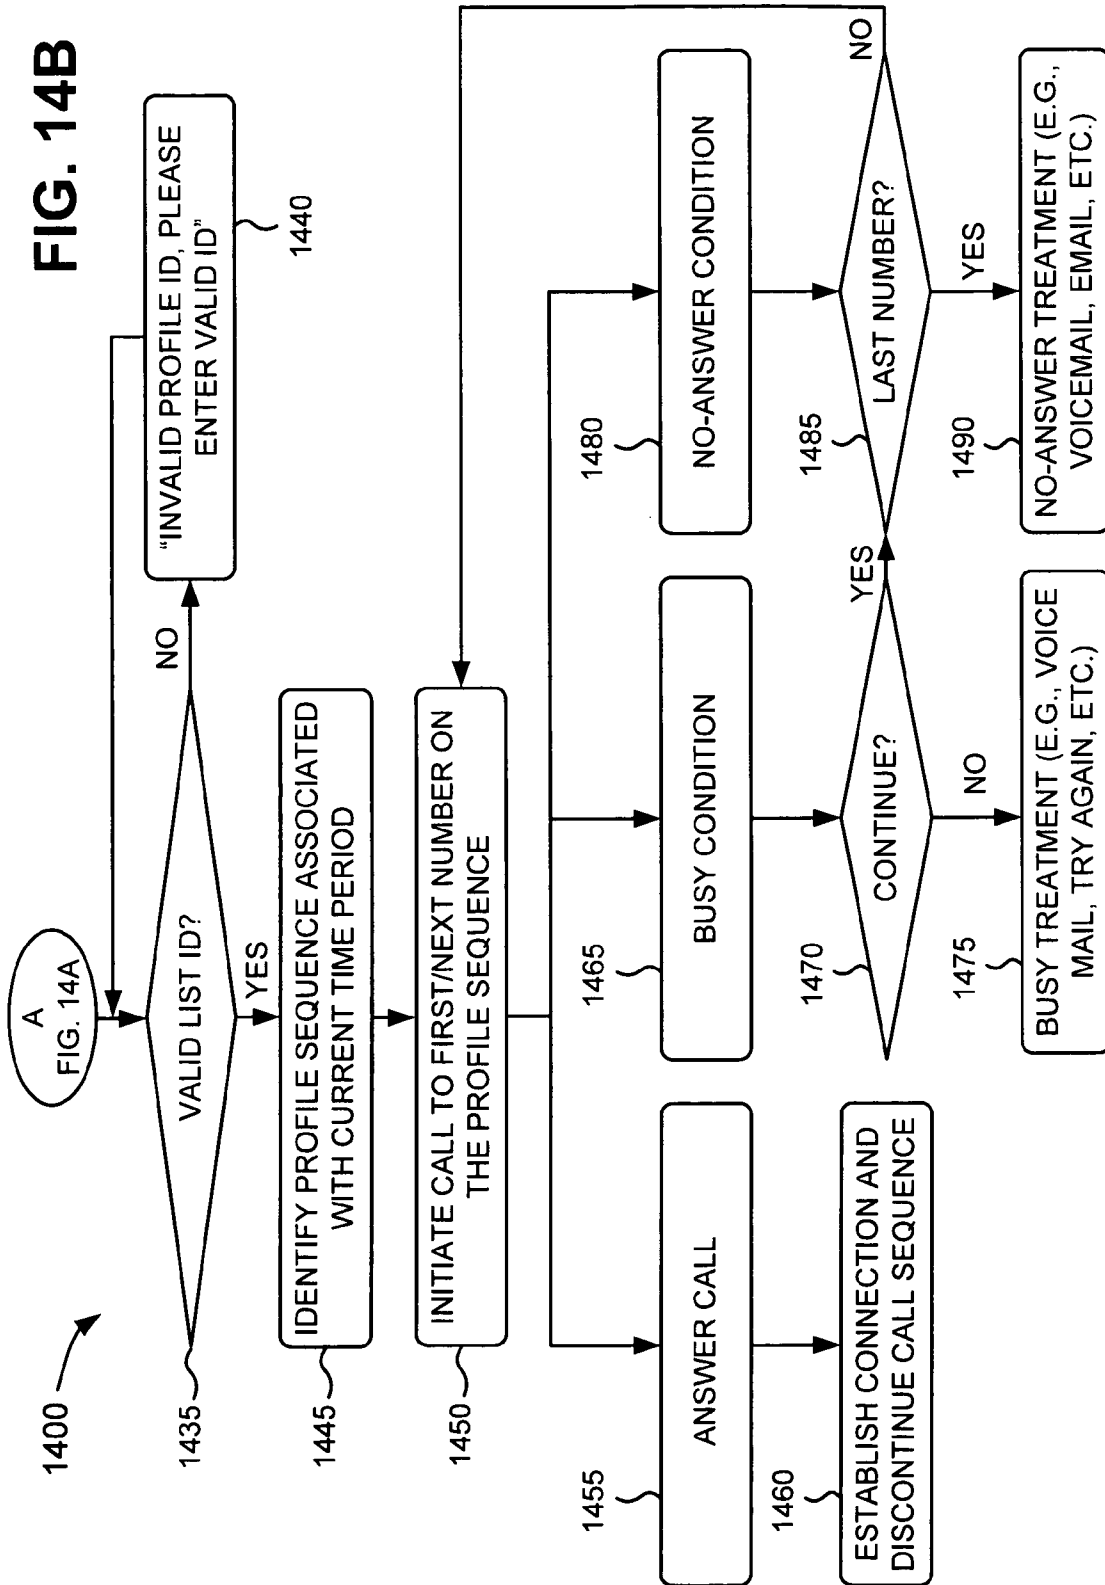 FIG. 14B
1400
A
FIG. 14A
1435
VALID LIST ID?
NO
"INVALID PROFILE ID, PLEASE
ENTER VALID ID"
1440
YES
1445
IDENTIFY PROFILE SEQUENCE ASSOCIATED
WITH CURRENT TIME PERIOD
1450
INITIATE CALL TO FIRST/NEXT NUMBER ON
THE PROFILE SEQUENCE
1455
ANSWER CALL
1460
ESTABLISH CONNECTION AND
DISCONTINUE CALL SEQUENCE
1465
BUSY CONDITION
1470
CONTINUE?
YES
NO
1475
BUSY TREATMENT (E.G., VOICE
MAIL, TRY AGAIN, ETC.)
1480
NO-ANSWER CONDITION
1485
LAST NUMBER?
NO
YES
1490
NO-ANSWER TREATMENT (E.G.,
VOICEMAIL, EMAIL, ETC.)